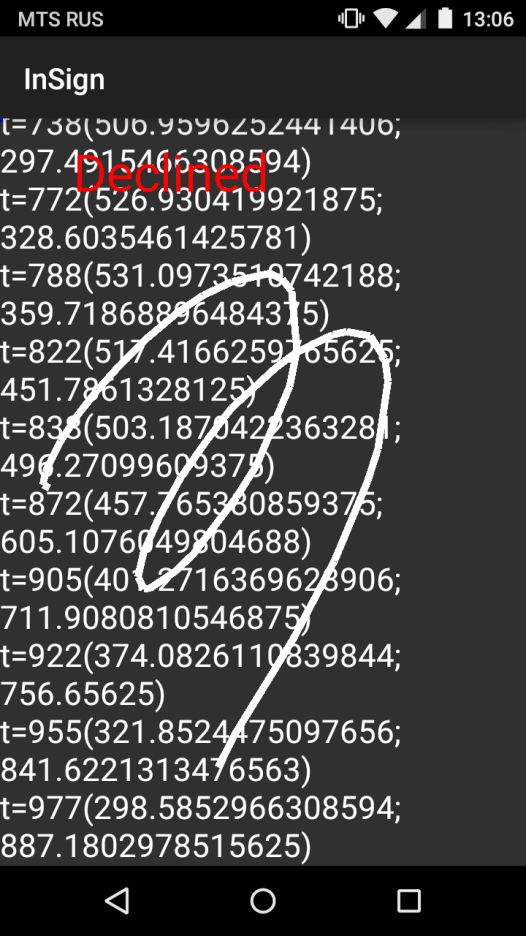 MTS RUS 13:06
InSign
t=738(506.9596252441406;
297.4915466308594)
Declined
t=772(526.930419921875;
328.6035461425781)
t=788(531.0973510742188;
359.71868896484375)
t=822(517.4166259765625;
451.7861328125)
t=838(503.1870422363281;
496.27099609375)
t=872(457.765380859375;
605.1076049804688)
t=905(401.2716369628906;
711.9080810546875)
t=922(374.0826110839844;
756.65625)
t=955(321.8524475097656;
841.6221313476563)
t=977(298.5852966308594;
887.1802978515625)